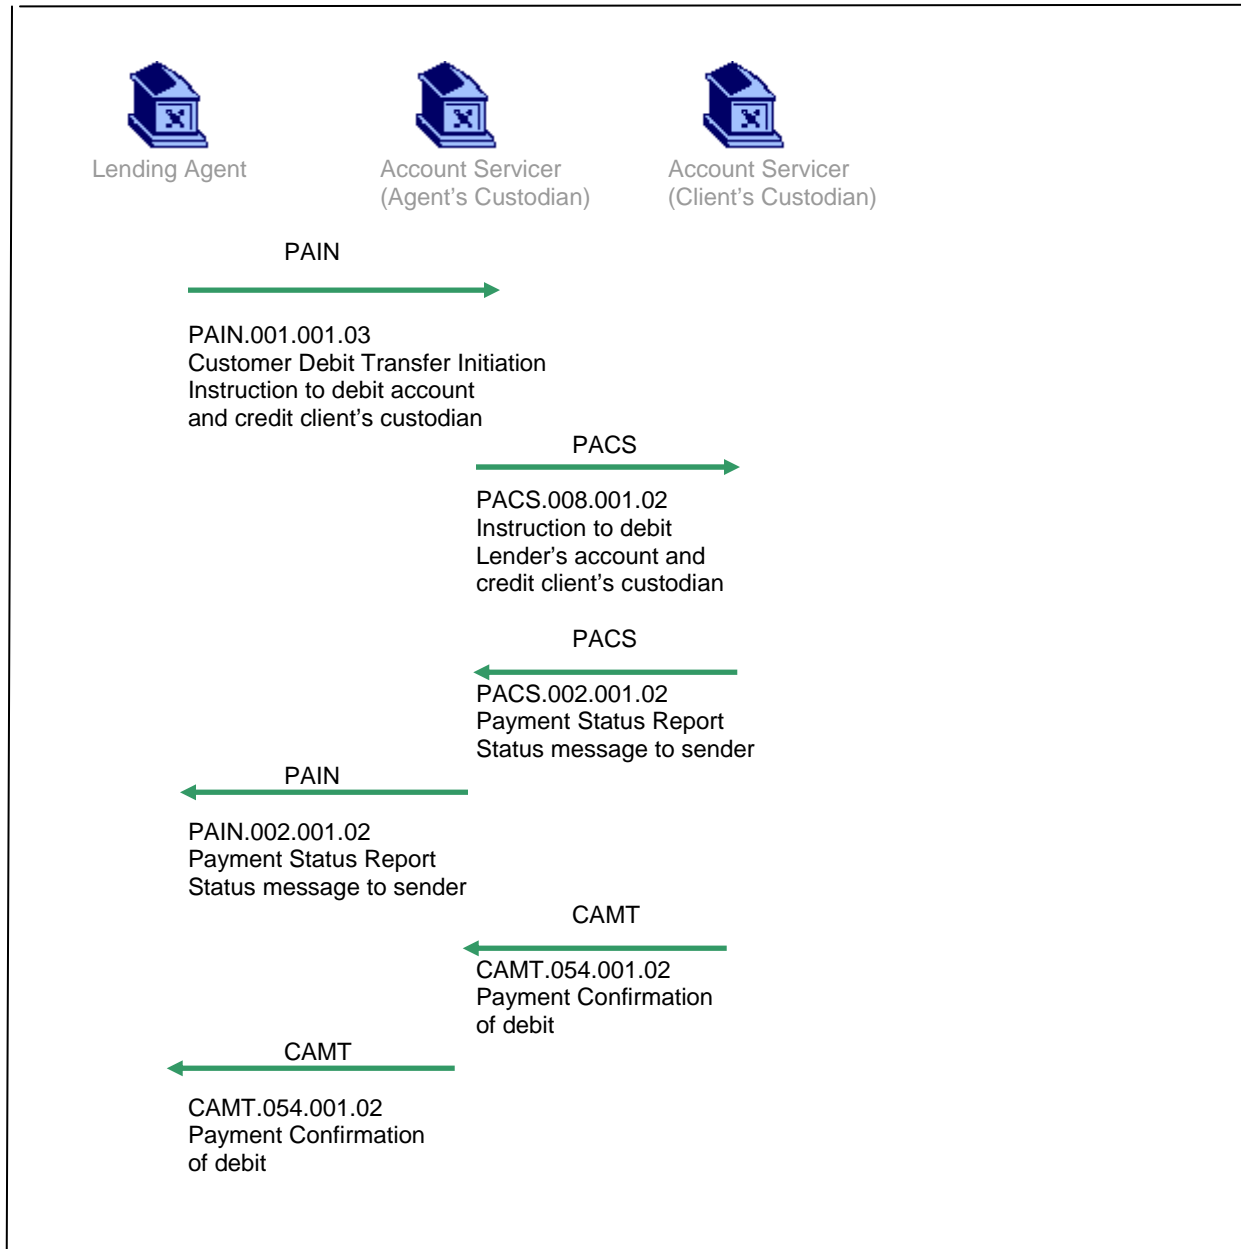 Lending Agent
Account Servicer
(Agent's Custodian)
Account Servicer
(Client's Custodian)
PAIN
PAIN.001.001.03
Customer Debit Transfer Initiation
Instruction to debit account
and credit client's custodian
PACS
PACS.008.001.02
Instruction to debit
Lender's account and
credit client's custodian
PACS
PACS.002.001.02
Payment Status Report
Status message to sender
PAIN
PAIN.002.001.02
Payment Status Report
Status message to sender
CAMT
CAMT.054.001.02
Payment Confirmation
of debit
CAMT
CAMT.054.001.02
Payment Confirmation
of debit